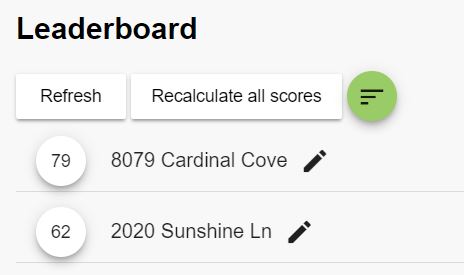 Leaderboard
Refresh Recalculate all scores
79 8079 Cardinal Cove
62 2020 Sunshine Ln